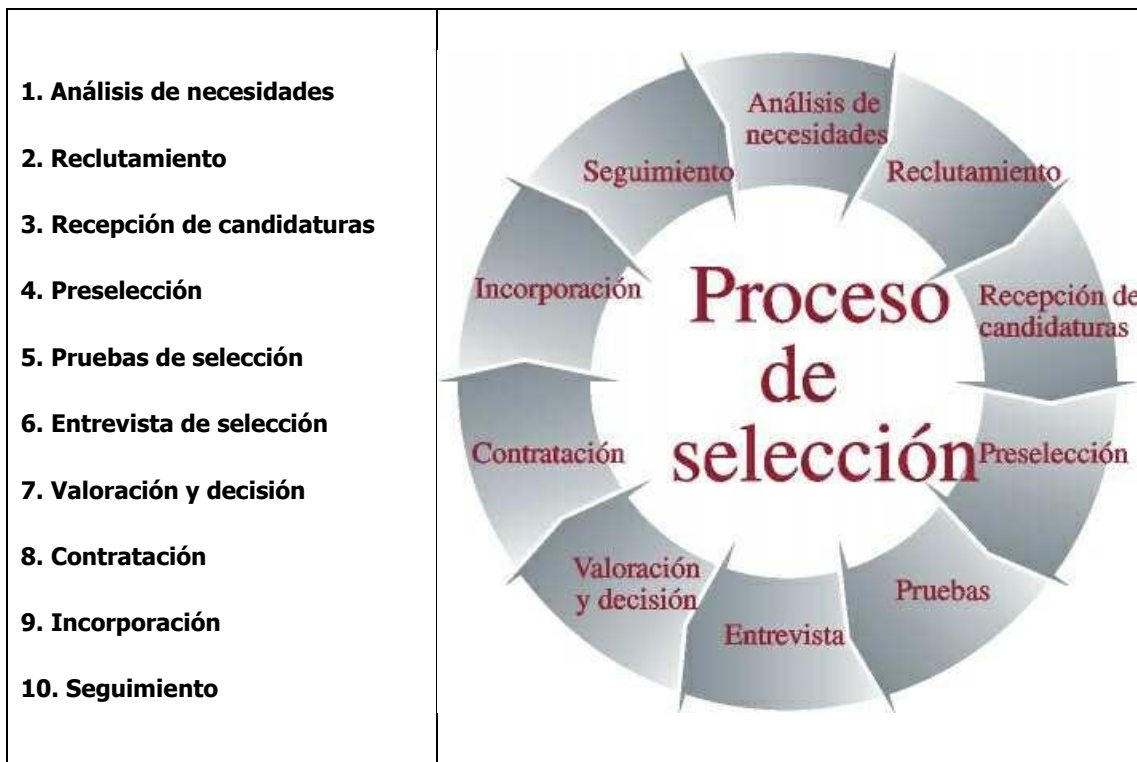 1. Análisis de necesidades
2. Reclutamiento
3. Recepción de candidaturas
4. Preselección
5. Pruebas de selección
6. Entrevista de selección
7. Valoración y decisión
8. Contratación
9. Incorporación
10. Seguimiento
Análisis de
necesidades
Reclutamiento
Recepción de
candidaturas
Preselección
Pruebas
Entrevista
Valoración
y decisión
Contratación
Incorporación
Seguimiento
Proceso
de
selección